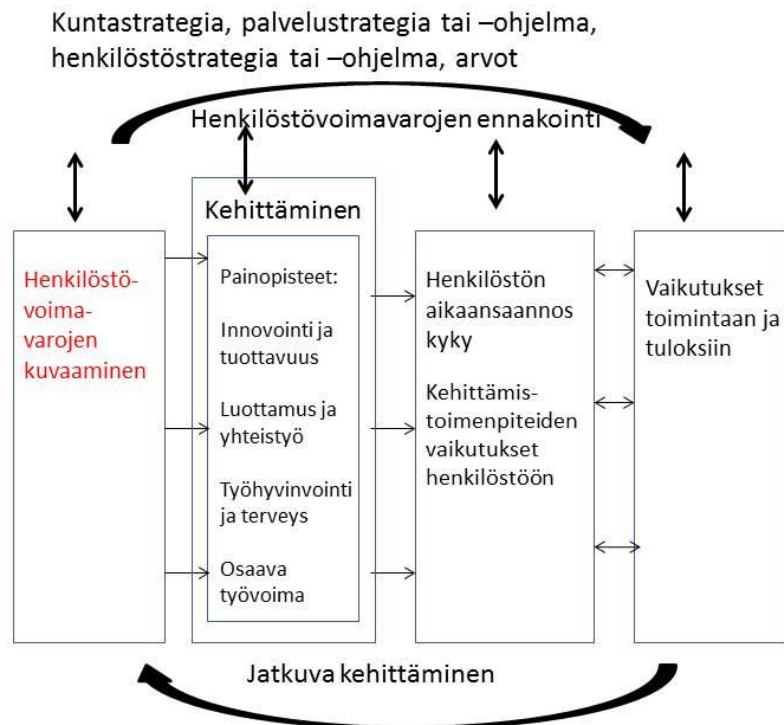 Kuntastrategia, palvelustrategia tai –ohjelma,
henkilöstöstrategia tai –ohjelma, arvot
Henkilöstövoimavarojen ennakointi
Henkilöstö-
voima-
varojen
kuvaaminen
Kehittäminen
Painopisteet:
Innovointi ja
tuottavuus
Luottamus ja
yhteistyö
Työhyvinvointi
ja terveys
Osaava
työvoima
Henkilöstön
aikaansaannos
kyky
Kehittämis-
toimenpiteiden
vaikutukset
henkilöstöön
Vaikutukset
toimintaan ja
tuloksiin
Jatkuva kehittäminen